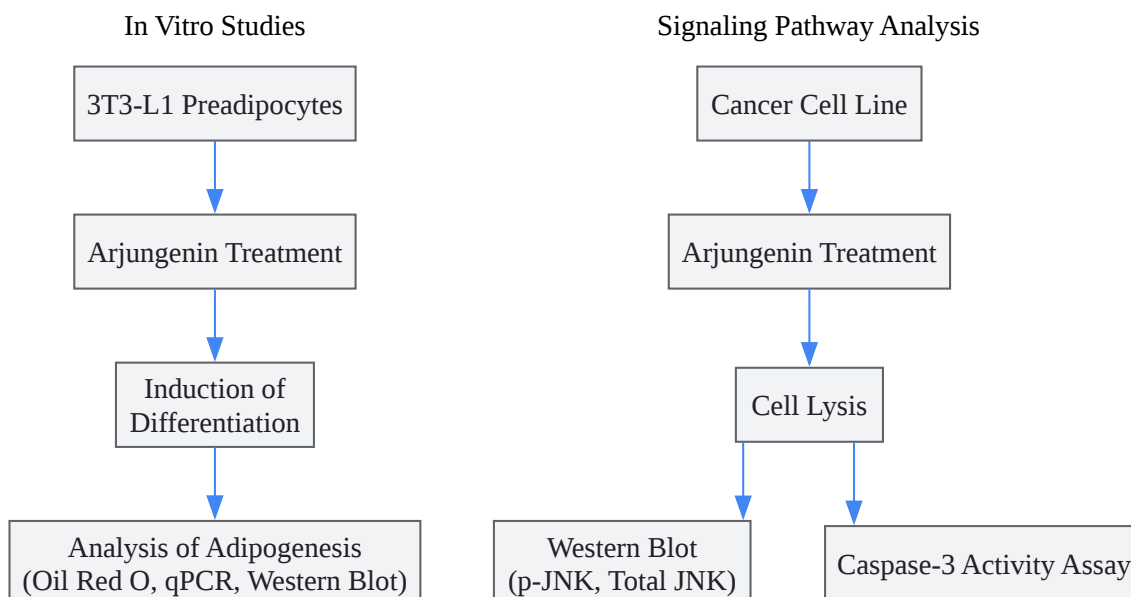 In Vitro Studies
3T3-L1 Preadipocytes
Arjungenin Treatment
Induction of
Differentiation
Analysis of Adipogenesis
(Oil Red O, qPCR, Western Blot)
Signaling Pathway Analysis
Cancer Cell Line
Arjungenin Treatment
Cell Lysis
Western Blot
(p-JNK, Total JNK)
Caspase-3 Activity Assay